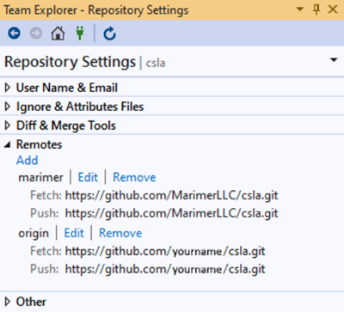 Team Explorer - Repository Settings
Repository Settings | csla
User Name & Email
Ignore & Attributes Files
Diff & Merge Tools
Remotes
Add
marimer | Edit | Remove
Fetch: https://github.com/MarimerLLC/csla.git
Push: https://github.com/MarimerLLC/csla.git
origin | Edit | Remove
Fetch: https://github.com/yourname/csla.git
Push: https://github.com/yourname/csla.git
Other